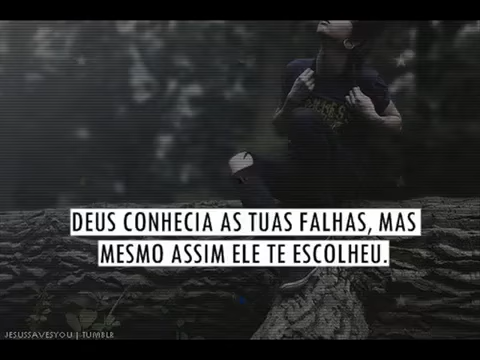 DEUS CONHECIA AS TUAS FALHAS, MAS
MESMO ASSIM ELE TE ESCOLHEU.
JESUSSAVESYOU | TUMBLR